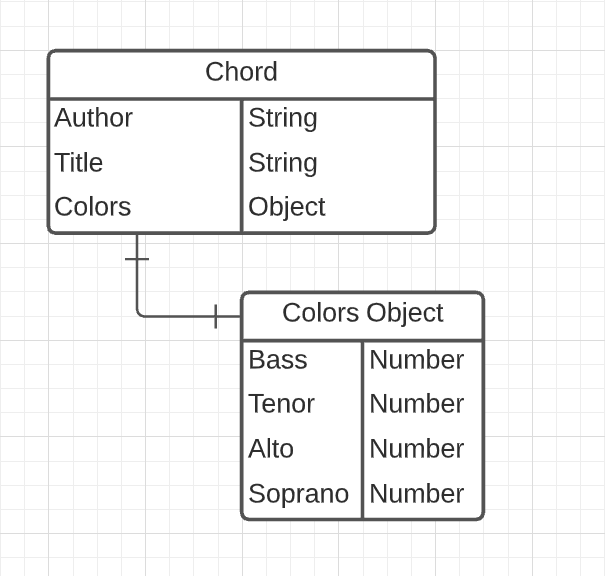 Chord
Author String
Title String
Colors Object
Colors Object
Bass Number
Tenor Number
Alto Number
Soprano Number